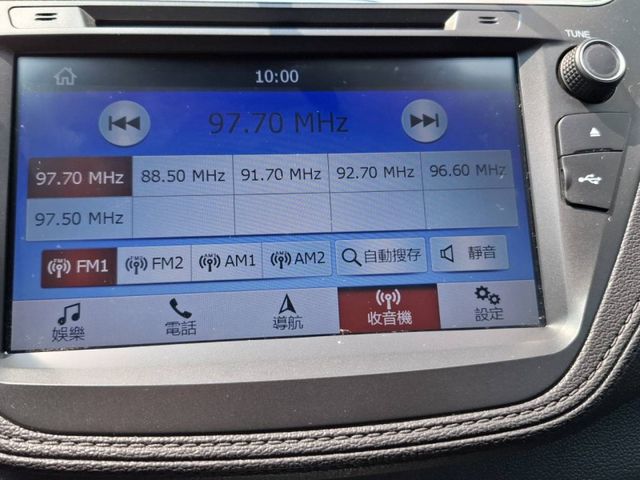 TUNE
10:00
97.70 MHz
97.70 MHz 88.50 MHz 91.70 MHz 92.70 MHz 96.60 MHz
97.50 MHz
FM1 FM2 AM1 AM2 自動搜存 靜音
娛樂 電話 導航 收音機 設定